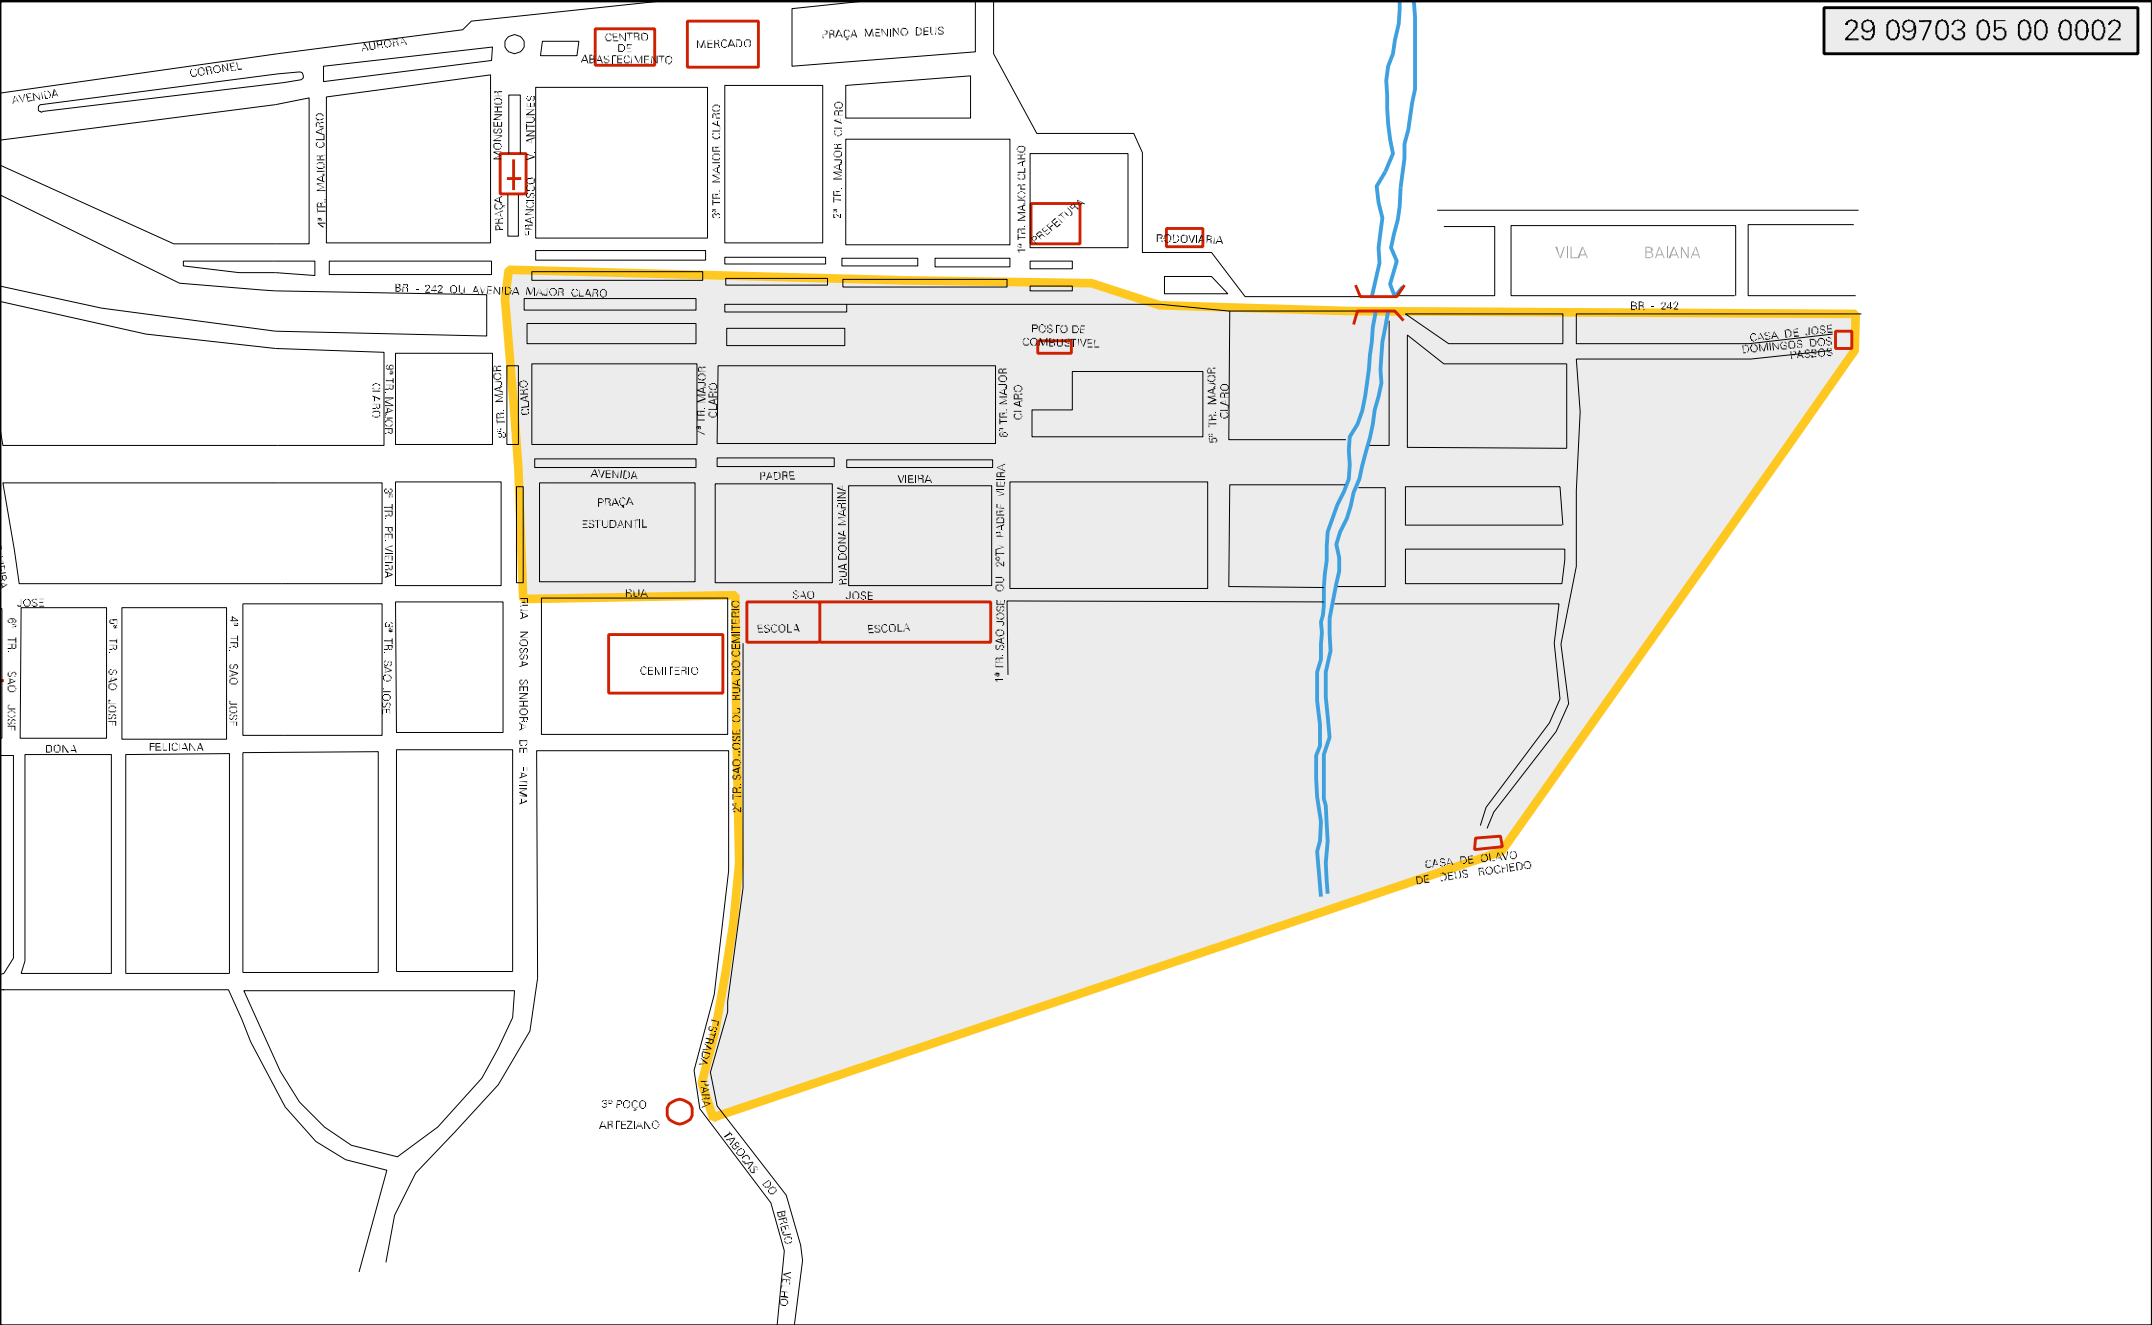 29 09703 05 00 0002
AVENIDA CORONEL AURORA
CENTRO
DE
ABASTECIMENTO
MERCADO
PRAÇA MENINO DEUS
4ª TR. MAJOR CLARO
PRAÇA MONSENHOR
FRANCISCO A. ANTUNES
3ª TR. MAJOR CLARO
2ª TR. MAJOR CLARO
1ª TR. MAJOR CLARO
PREFEITURA
RODOVIARIA
VILA BAIANA
BR - 242 OU AVENIDA MAJOR CLARO
BR - 242
POSTO DE
COMBUSTIVEL
CASA DE JOSE
DOMINGOS DOS
PASSOS
9ª TR. MAJOR
CLARO
8ª TR. MAJOR
CLARO
7ª TR. MAJOR
CLARO
6ª TR. MAJOR
CLARO
5ª TR. MAJOR
CLARO
AVENIDA PADRE VIEIRA
PRAÇA
ESTUDANTIL
3ª TR. PE. VIEIRA
RUA DONA MARINA
1ª TR. SAO JOSE OU 2ª TV. PADRE VIEIRA
RUA SAO JOSE
JOSE
ESCOLA
ESCOLA
CEMITERIO
6ª TR. SAO JOSE
5ª TR. SAO JOSE
4ª TR. SAO JOSE
3ª TR. SAO JOSE
RUA NOSSA SENHORA DE FATIMA
2ª TR. SAO JOSE OU RUA DO CEMITERIO
DONA FELICIANA
CASA DE OLAVO
DE DEUS ROCHEDO
3º POÇO
ARTEZIANO
ESTRADA PARA TABOCAS DO BREJO VELHO